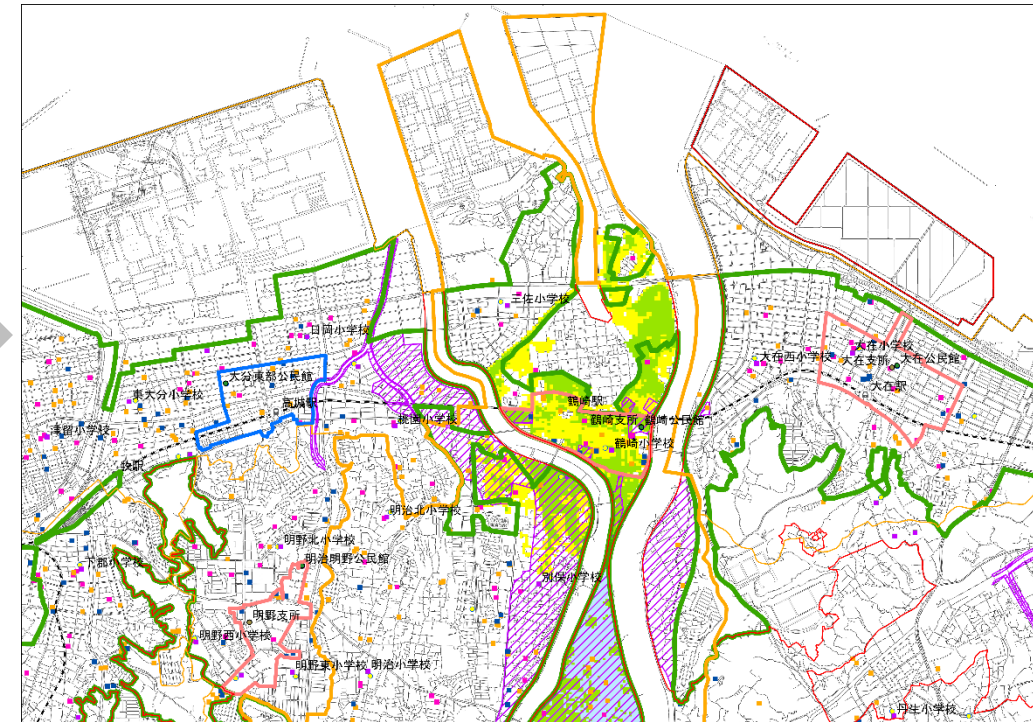 三佐小学校
日岡小学校
大在小学校
大在西小学校
大在支所
大在公民館
大分東部公民館
大在駅
東大分小学校
高城駅
鶴崎駅
桃園小学校
鶴崎支所
鶴崎公民館
津留小学校
鶴崎小学校
牧駅
明治北小学校
明野北小学校
明治明野公民館
下郡小学校
別保小学校
明野支所
明野西小学校
明野東小学校
明治小学校
丹生小学校